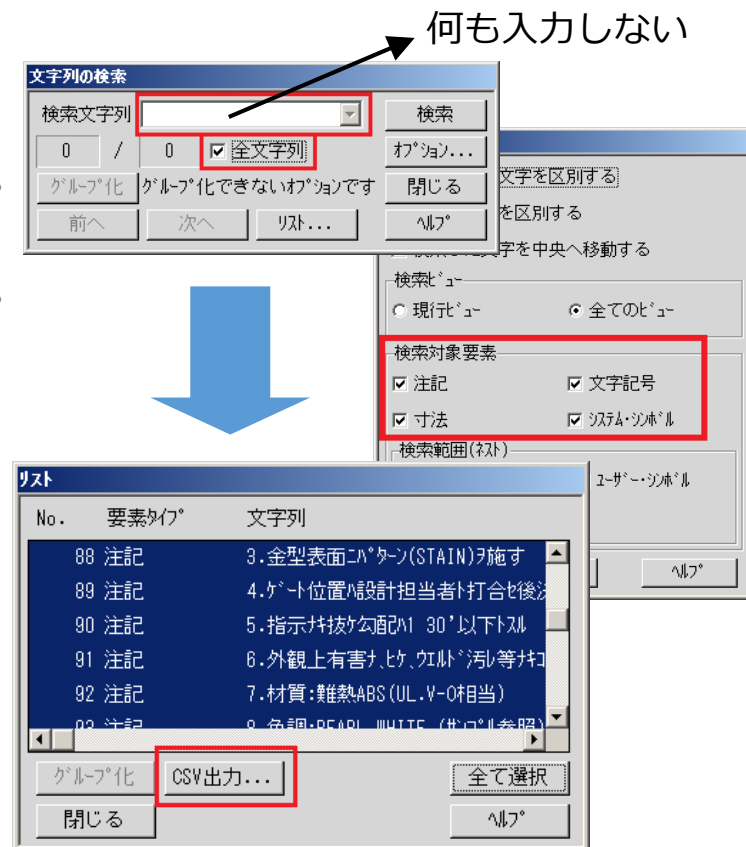 何も入力しない
文字列の検索
検索文字列
検索
0 / 0 全文字列
ｵﾌﾟｼｮﾝ...
ｸﾞﾙｰﾌﾟ化 ｸﾞﾙｰﾌﾟ化できないｵﾌﾟｼｮﾝです
閉じる
前へ
次へ
ﾘｽﾄ...
ﾍﾙﾌﾟ
文字を区別する
を区別する
文字を中央へ移動する
検索ﾋﾞｭｰ
現行ﾋﾞｭｰ
全てのﾋﾞｭｰ
検索対象要素
注記
文字記号
寸法
ｼｽﾃﾑ･ｼﾝﾎﾞﾙ
検索範囲(ﾈｽﾄ)
ﾕｰｻﾞｰ･ｼﾝﾎﾞﾙ
ﾍﾙﾌﾟ
ﾘｽﾄ
No. 要素ﾀｲﾌﾟ 文字列
88 注記 3.金型表面ﾆﾊﾟﾀｰﾝ(STAIN)ｦ施す
89 注記 4.ｹﾞｰﾄ位置ﾊ設計担当者ﾄ打合ｾ後
90 注記 5.指示ﾅｷ抜ｹ勾配ﾊ1 30'以下ﾄｽﾙ
91 注記 6.外観上有害ﾅ､ﾋｹ､ｳｴﾙﾄﾞ汚ﾚ等ﾅｷｺ
92 注記 7.材質:難熱ABS(UL.V-0相当)
93 注記 8.色調:PEARL WHITE (ｻﾝﾌﾟﾙ参照)
ｸﾞﾙｰﾌﾟ化
CSV出力...
全て選択
閉じる
ﾍﾙﾌﾟ